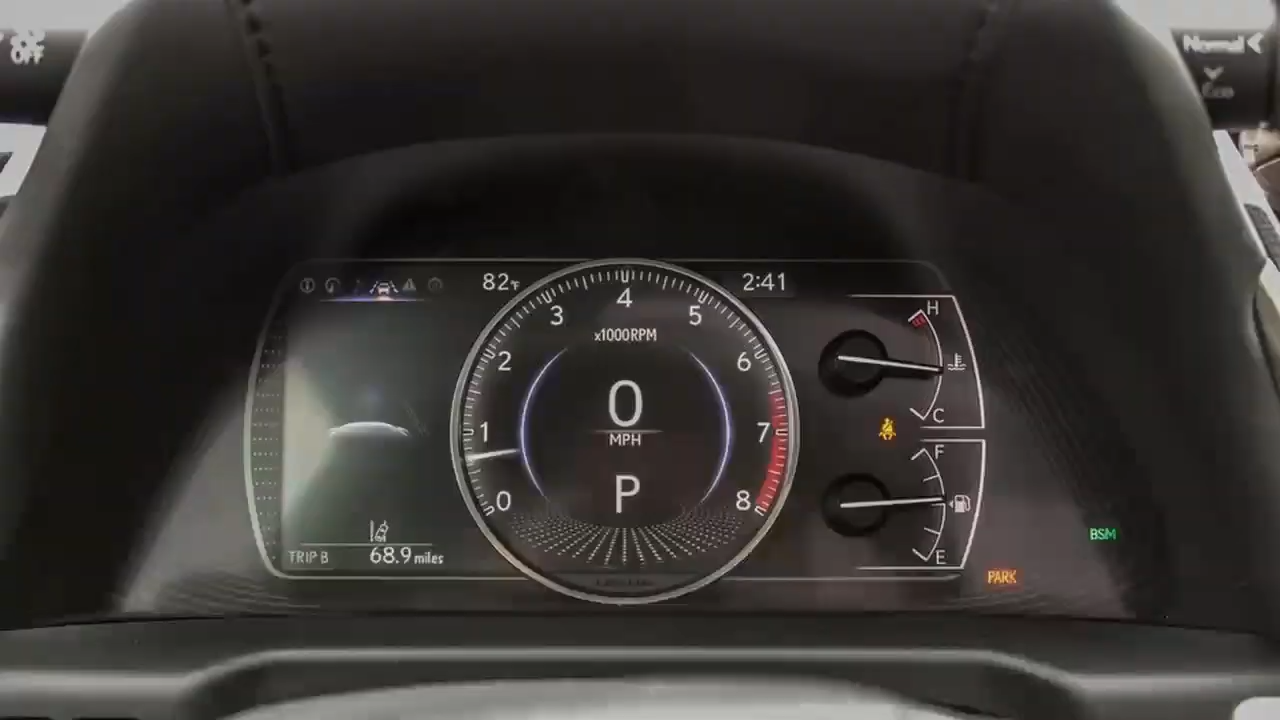 OFF
Normal
Eco
82°F
2:41
4
3
5
x1000RPM
2
6
H
0
MPH
1
7
C
F
P
0
8
TRIP B
68.9 miles
E
BSM
PARK